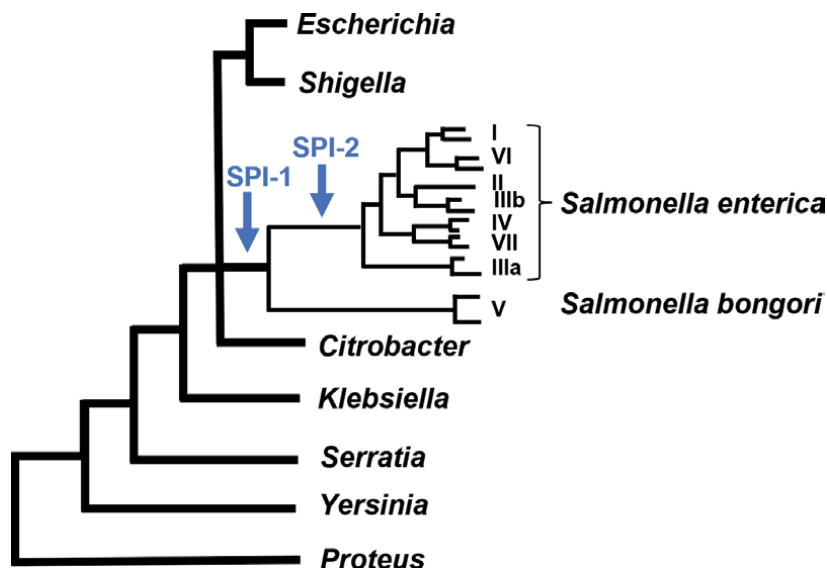 Escherichia
Shigella
SPI-1
SPI-2
I
VI
II
IIIb
IV
VII
IIIa
V
Salmonella enterica
Salmonella bongori
Citrobacter
Klebsiella
Serratia
Yersinia
Proteus